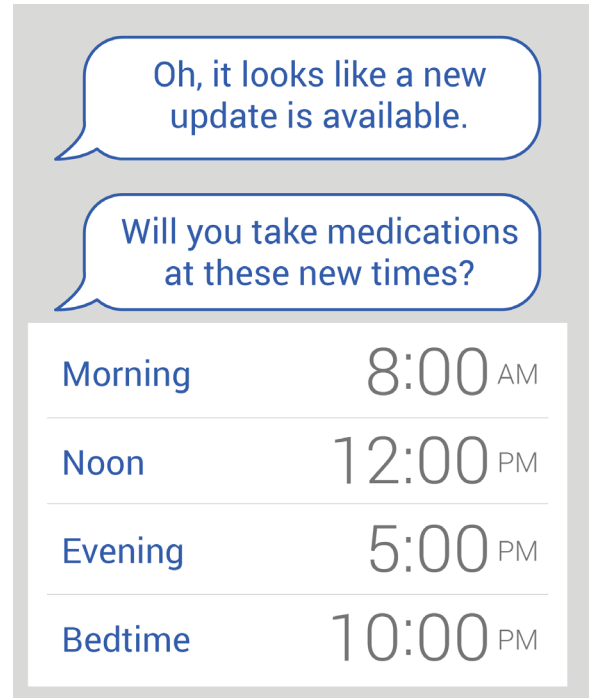 Oh, it looks like a new
update is available.
Will you take medications
at these new times?
Morning 8:00 AM
Noon 12:00 PM
Evening 5:00 PM
Bedtime 10:00 PM